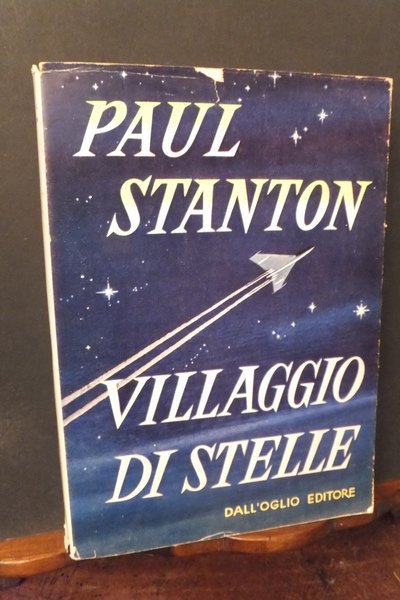 PAUL
STANTON
VILLAGGIO
DI STELLE
DALL'OGLIO EDITORE